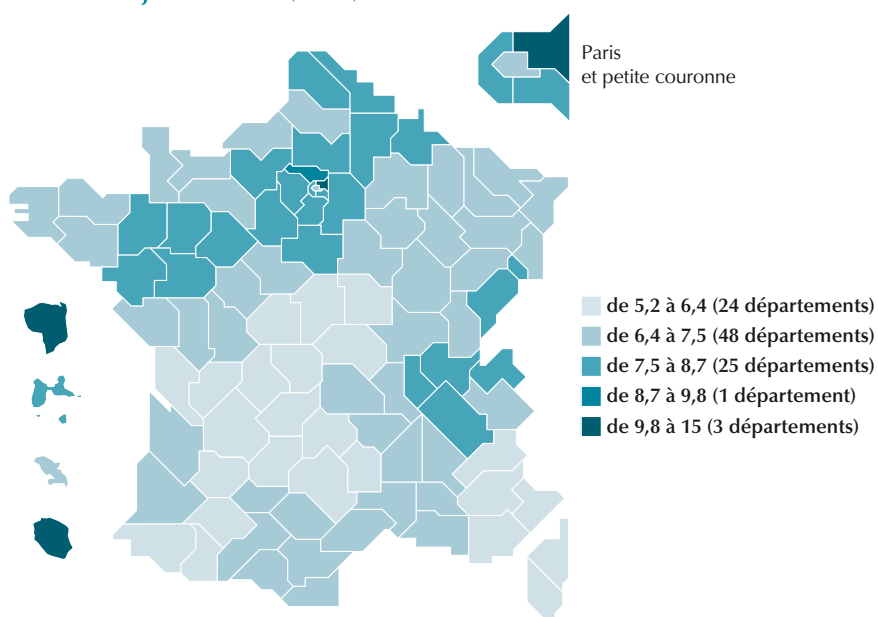 Paris
et petite couronne
de 5,2 à 6,4 (24 départements)
de 6,4 à 7,5 (48 départements)
de 7,5 à 8,7 (25 départements)
de 8,7 à 9,8 (1 département)
de 9,8 à 15 (3 départements)